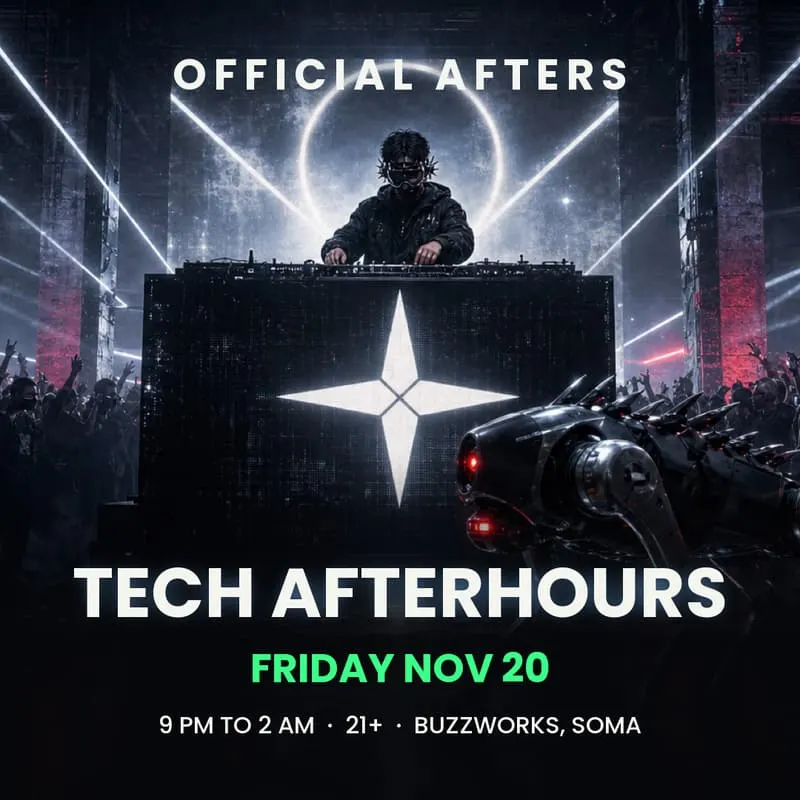 OFFICIAL AFTERS
TECH AFTERHOURS
FRIDAY NOV 20
9 PM TO 2 AM · 21+ · BUZZWORKS, SOMA